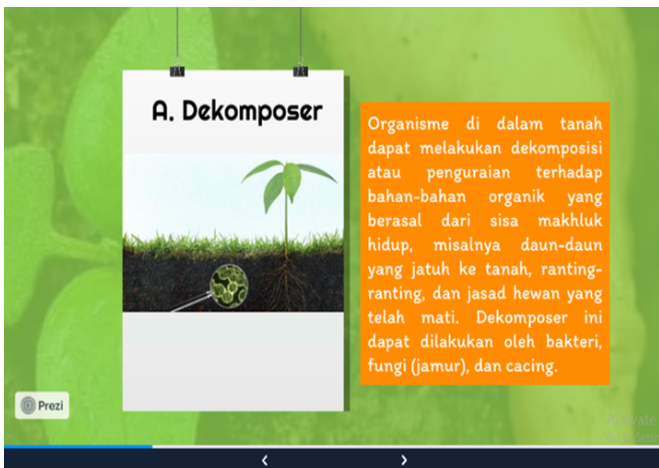 A. Dekomposer
Organisme di dalam tanah
dapat melakukan dekomposisi
atau penguraian terhadap
bahan-bahan organik yang
berasal dari sisa makhluk
hidup, misalnya daun-daun
yang jatuh ke tanah, ranting-
ranting, dan jasad hewan yang
telah mati. Dekomposer ini
dapat dilakukan oleh bakteri,
fungi (jamur), dan cacing.
Prezi